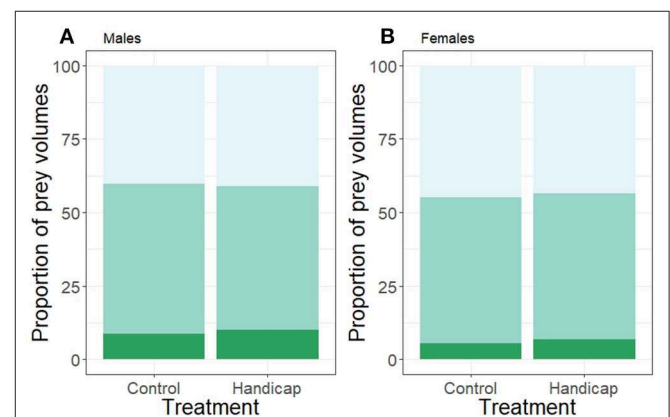 A Males
100
75
50
25
0
Proportion of prey volumes
Control Handicap
Treatment
B Females
100
75
50
25
0
Proportion of prey volumes
Control Handicap
Treatment